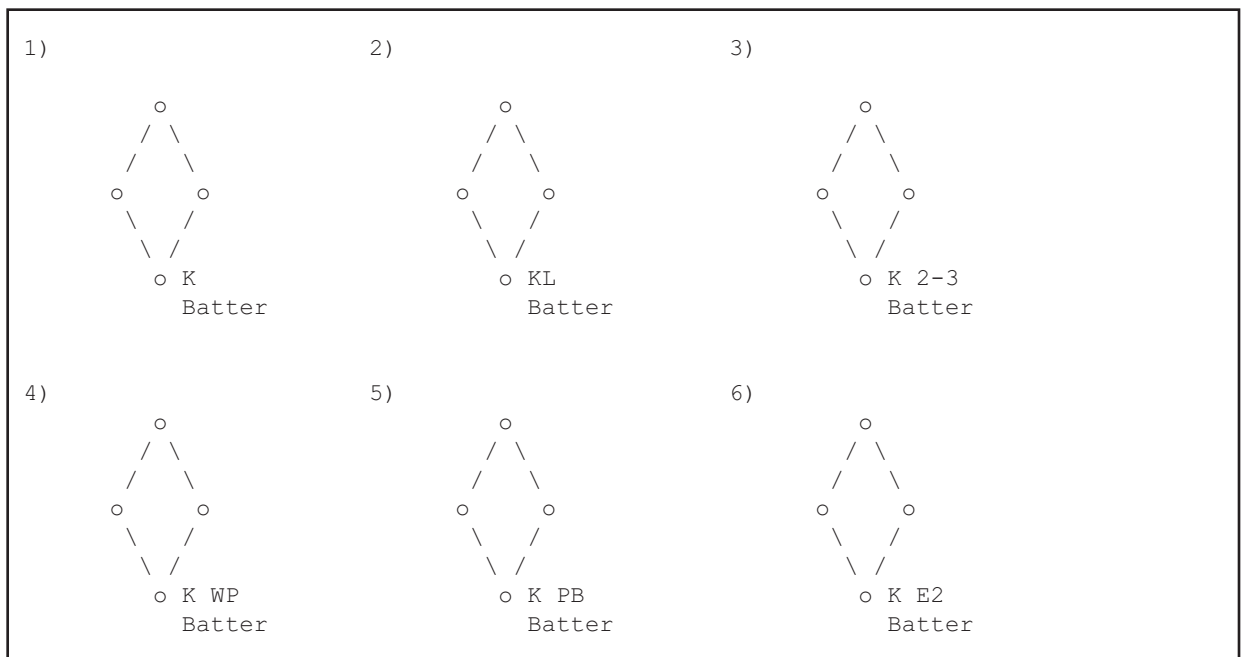 1)
2)
3)
K
Batter
KL
Batter
K 2-3
Batter
4)
5)
6)
K WP
Batter
K PB
Batter
K E2
Batter